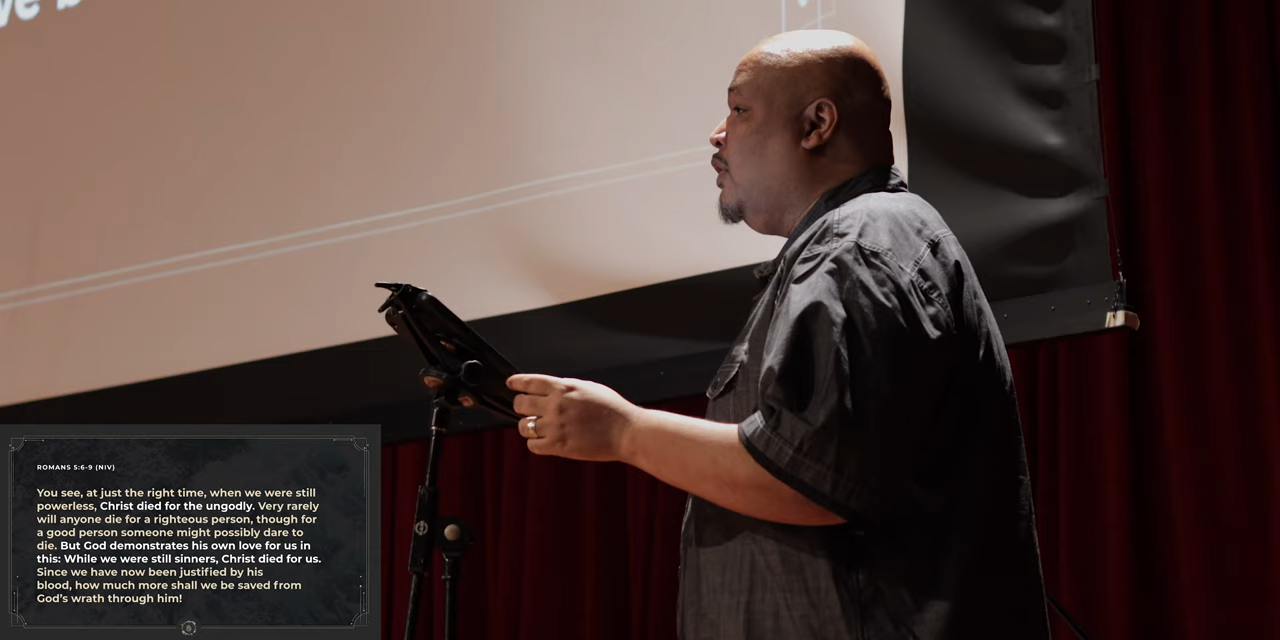 ROMANS 5:6-9 (NIV)
You see, at just the right time, when we were still
powerless, Christ died for the ungodly. Very rarely
will anyone die for a righteous person, though for
a good person someone might possibly dare to
die. But God demonstrates his own love for us in
this: While we were still sinners, Christ died for us.
Since we have now been justified by his
blood, how much more shall we be saved from
God's wrath through him!